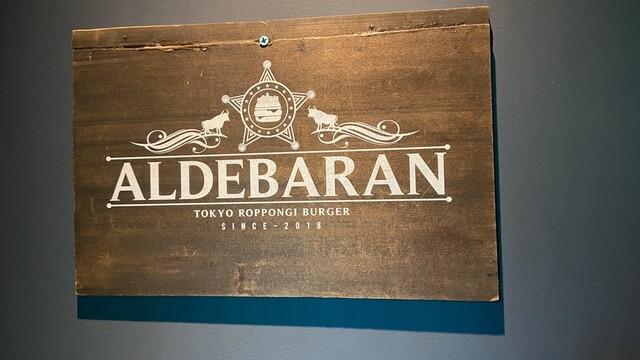 ALDEBARAN
TOKYO ROPPONGI BURGER
SINCE-2018